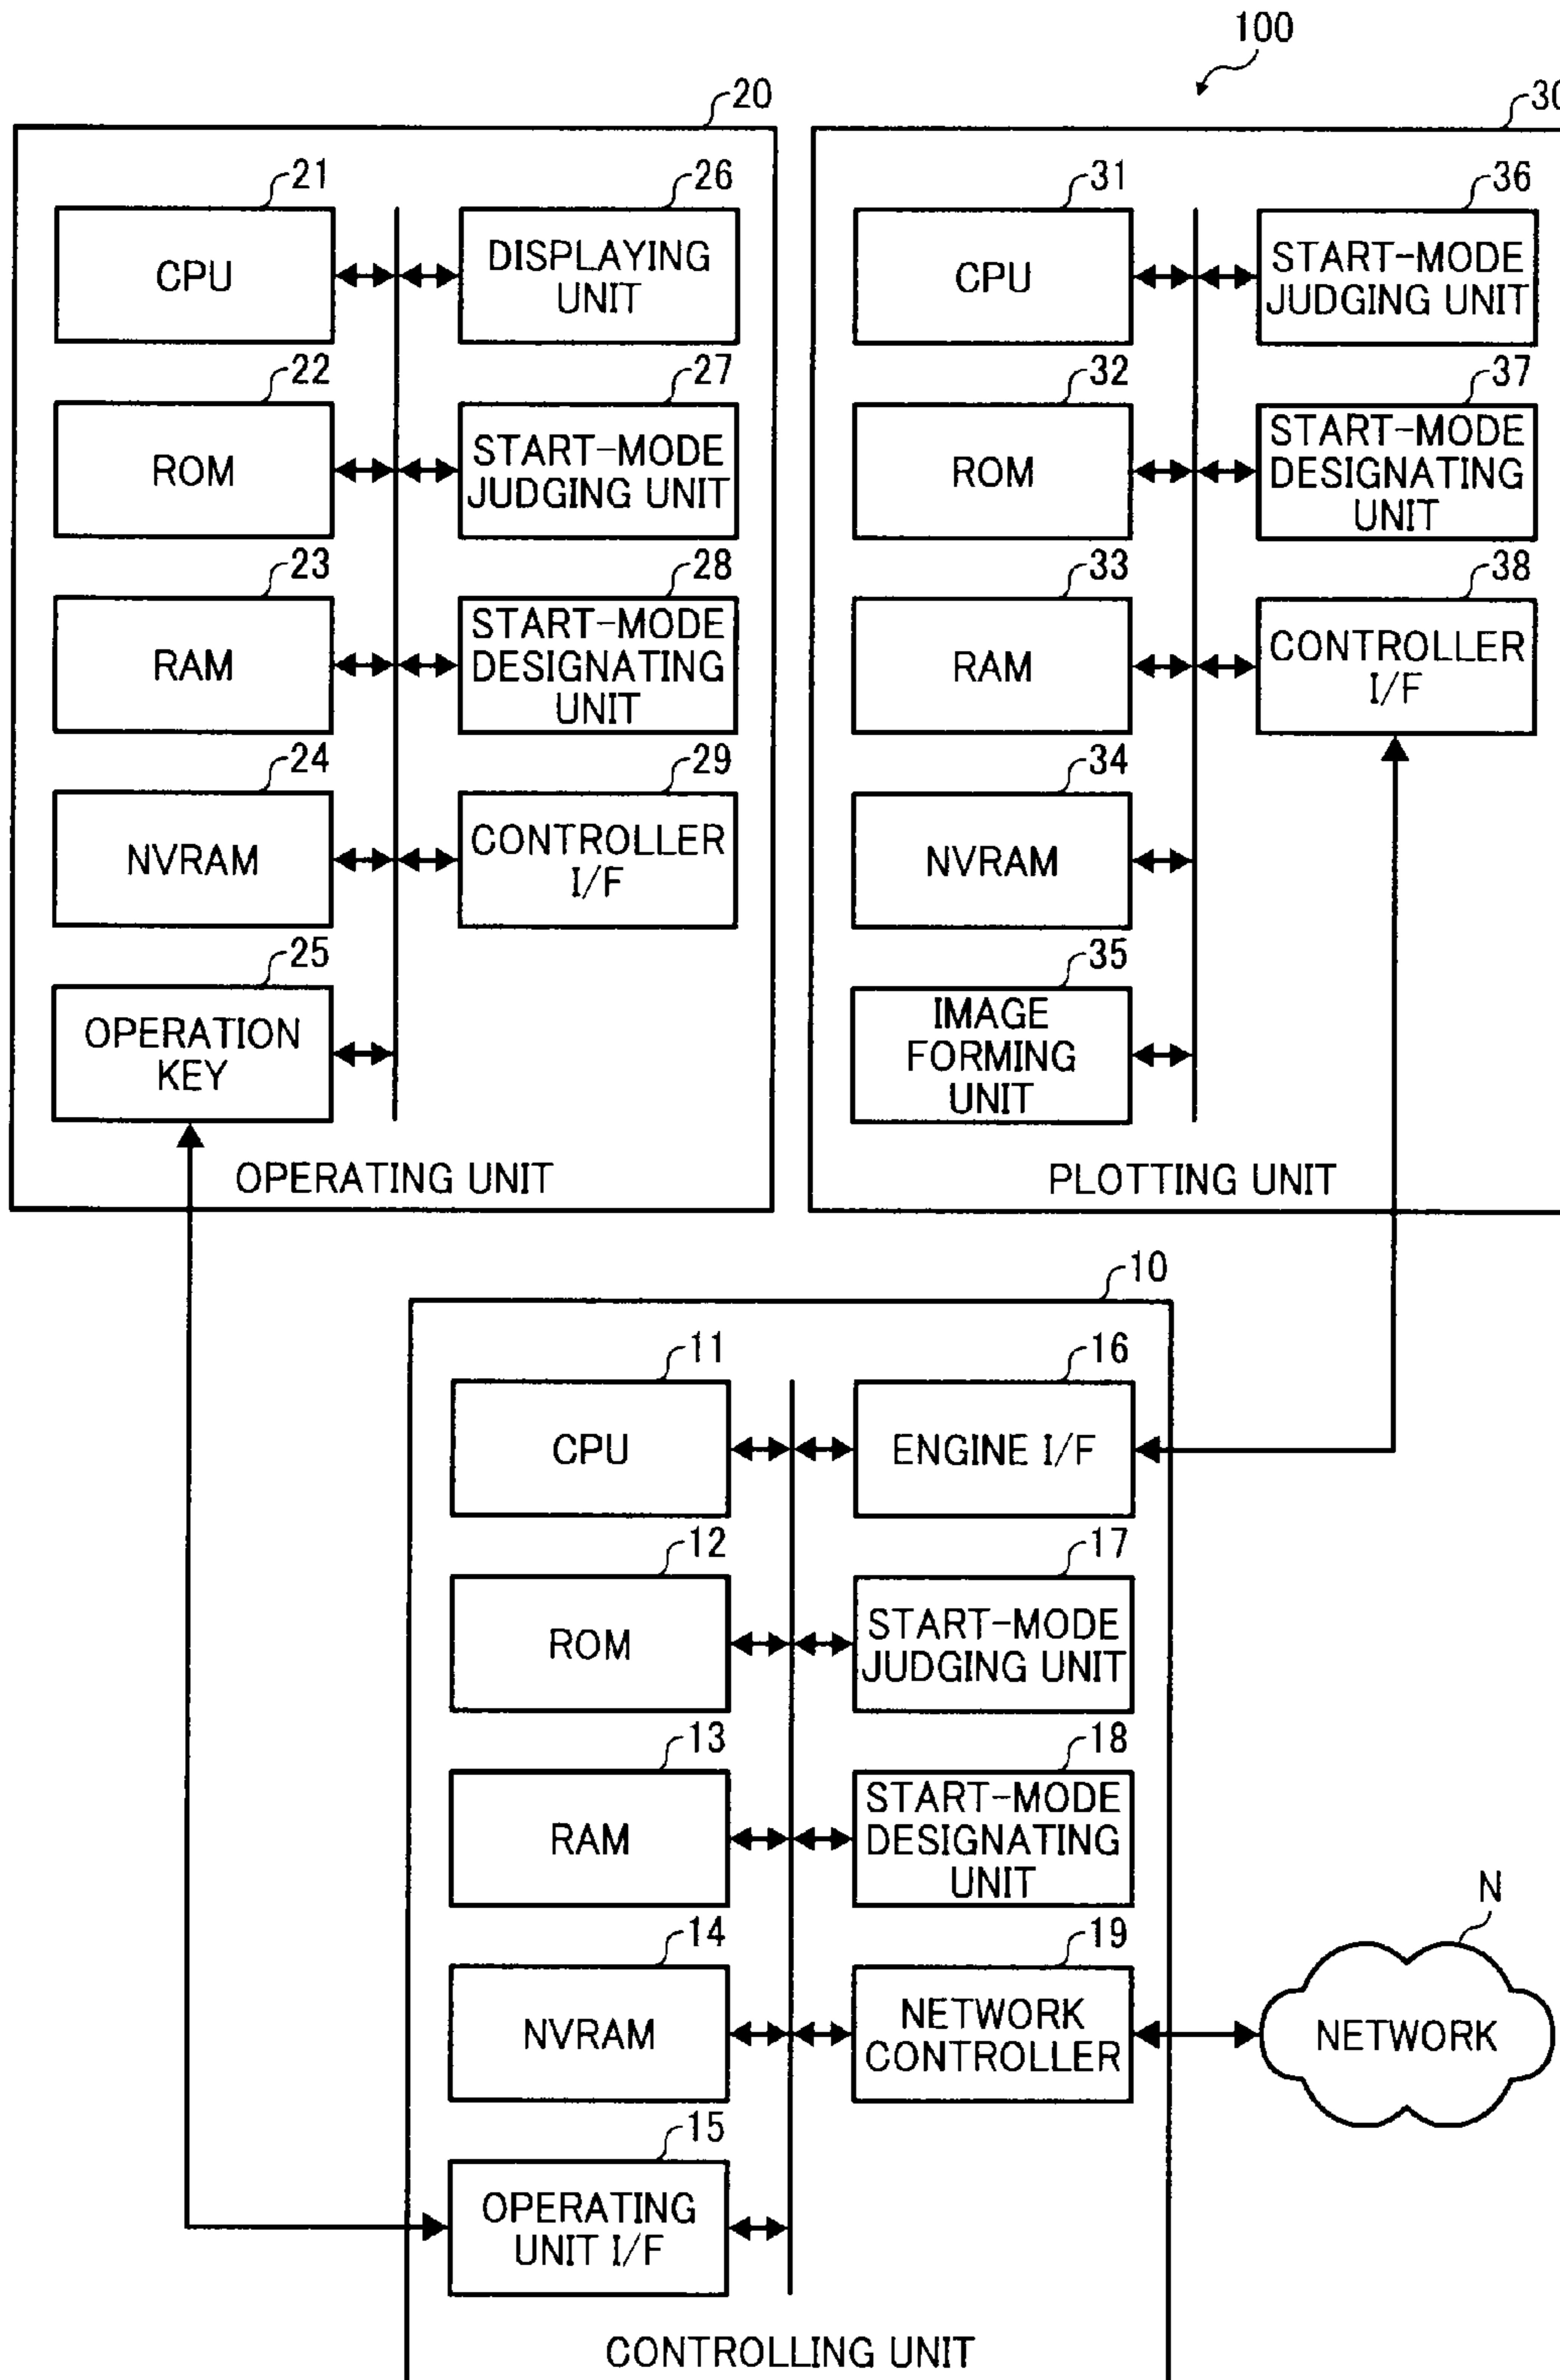 100
20
21
CPU
26
DISPLAYING
UNIT
22
ROM
27
START-MODE
JUDGING UNIT
23
RAM
28
START-MODE
DESIGNATING
UNIT
24
NVRAM
29
CONTROLLER
I/F
25
OPERATION
KEY
OPERATING UNIT
30
31
CPU
36
START-MODE
JUDGING UNIT
32
ROM
37
START-MODE
DESIGNATING
UNIT
33
RAM
38
CONTROLLER
I/F
34
NVRAM
35
IMAGE
FORMING
UNIT
PLOTTING UNIT
10
11
CPU
16
ENGINE I/F
12
ROM
17
START-MODE
JUDGING UNIT
13
RAM
18
START-MODE
DESIGNATING
UNIT
14
NVRAM
19
NETWORK
CONTROLLER
N
NETWORK
15
OPERATING
UNIT I/F
CONTROLLING UNIT